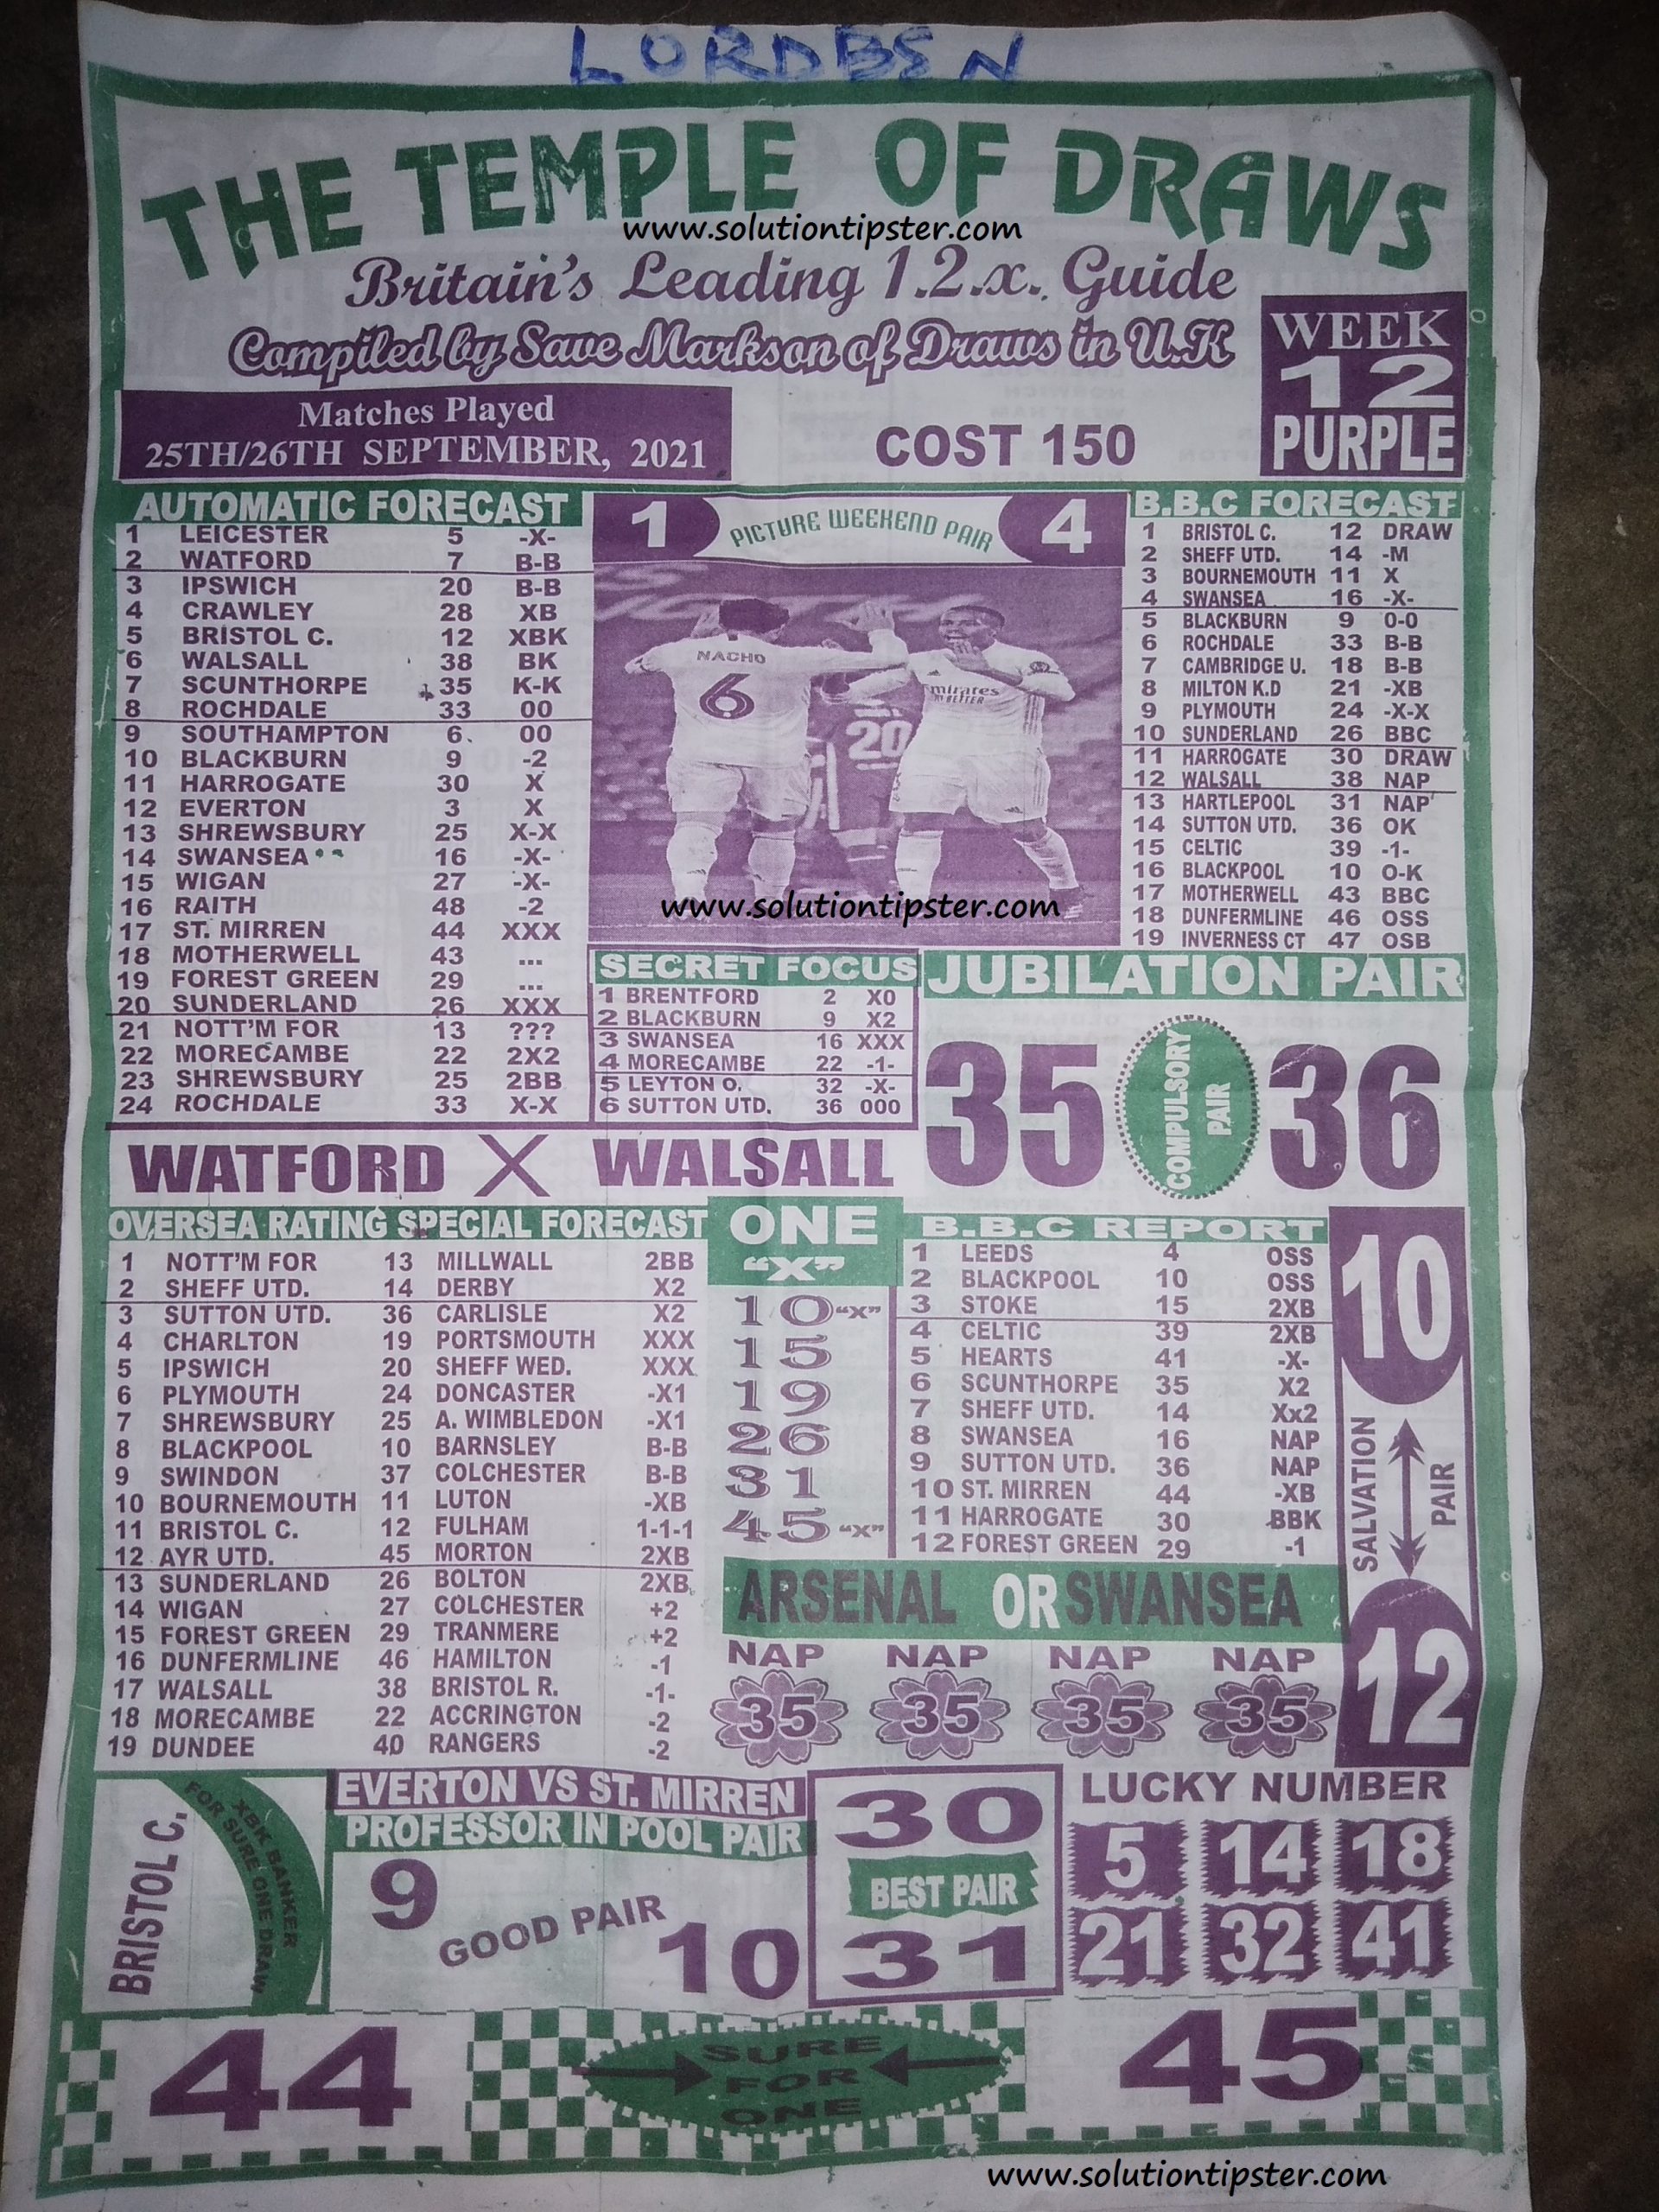 LORDBEN
THE TEMPLE OF DRAWS
www.solutiontipster.com
Britain's Leading 1.2.x. Guide
Compiled by Save Markson of Draws in U.K
WEEK
12
PURPLE
Matches Played
25TH/26TH SEPTEMBER, 2021
COST 150
AUTOMATIC FORECAST
1 LEICESTER 5 -X-
2 WATFORD 7 B-B
3 IPSWICH 20 B-B
4 CRAWLEY 28 XB
5 BRISTOL C. 12 XBK
6 WALSALL 38 BK
7 SCUNTHORPE 35 K-K
8 ROCHDALE 33 00
9 SOUTHAMPTON 6 00
10 BLACKBURN 9 -2
11 HARROGATE 30 X
12 EVERTON 3 X
13 SHREWSBURY 25 X-X
14 SWANSEA 16 -X-
15 WIGAN 27 -X-
16 RAITH 48 -2
17 ST. MIRREN 44 XXX
18 MOTHERWELL 43 ...
19 FOREST GREEN 29 ...
20 SUNDERLAND 26 XXX
21 NOTT'M FOR 13 ???
22 MORECAMBE 22 2X2
23 SHREWSBURY 25 2BB
24 ROCHDALE 33 X-X
1 PICTURE WEEKEND PAIR 4
NACHO
6
20
mirates
BETTER
www.solutiontipster.com
B.B.C FORECAST
1 BRISTOL C. 12 DRAW
2 SHEFF UTD. 14 -M
3 BOURNEMOUTH 11 X
4 SWANSEA 16 -X-
5 BLACKBURN 9 0-0
6 ROCHDALE 33 B-B
7 CAMBRIDGE U. 18 B-B
8 MILTON K.D 21 -XB
9 PLYMOUTH 24 -X-X
10 SUNDERLAND 26 BBC
11 HARROGATE 30 DRAW
12 WALSALL 38 NAP
13 HARTLEPOOL 31 NAP
14 SUTTON UTD. 36 OK
15 CELTIC 39 -1-
16 BLACKPOOL 10 O-K
17 MOTHERWELL 43 BBC
18 DUNFERMLINE 46 OSS
19 INVERNESS CT 47 OSB
SECRET FOCUS
1 BRENTFORD 2 X0
2 BLACKBURN 9 X2
3 SWANSEA 16 XXX
4 MORECAMBE 22 -1-
5 LEYTON O. 32 -X-
6 SUTTON UTD. 36 000
JUBILATION PAIR
35 COMPULSORY PAIR 36
WATFORD X WALSALL
OVERSEA RATING SPECIAL FORECAST
1 NOTT'M FOR 13 MILLWALL 2BB
2 SHEFF UTD. 14 DERBY X2
3 SUTTON UTD. 36 CARLISLE X2
4 CHARLTON 19 PORTSMOUTH XXX
5 IPSWICH 20 SHEFF WED. XXX
6 PLYMOUTH 24 DONCASTER -X1
7 SHREWSBURY 25 A. WIMBLEDON -X1
8 BLACKPOOL 10 BARNSLEY B-B
9 SWINDON 37 COLCHESTER B-B
10 BOURNEMOUTH 11 LUTON -XB
11 BRISTOL C. 12 FULHAM 1-1-1
12 AYR UTD. 45 MORTON 2XB
13 SUNDERLAND 26 BOLTON 2XB
14 WIGAN 27 COLCHESTER +2
15 FOREST GREEN 29 TRANMERE +2
16 DUNFERMLINE 46 HAMILTON -1
17 WALSALL 38 BRISTOL R. -1-
18 MORECAMBE 22 ACCRINGTON -2
19 DUNDEE 40 RANGERS -2
ONE
"X"
10 "X"
15
19
26
31
45 "X"
B.B.C REPORT
1 LEEDS 4 OSS
2 BLACKPOOL 10 OSS
3 STOKE 15 2XB
4 CELTIC 39 2XB
5 HEARTS 41 -X-
6 SCUNTHORPE 35 X2
7 SHEFF UTD. 14 Xx2
8 SWANSEA 16 NAP
9 SUTTON UTD. 36 NAP
10 ST. MIRREN 44 -XB
11 HARROGATE 30 -BBK
12 FOREST GREEN 29 -1
10
SALVATION PAIR
12
ARSENAL OR SWANSEA
NAP NAP NAP NAP
35 35 35 35
BRISTOL C.
XBK BANKER
FOR SURE ONE DRAW
EVERTON VS ST. MIRREN
PROFESSOR IN POOL PAIR
9 GOOD PAIR 10
30
BEST PAIR
31
LUCKY NUMBER
5 14 18
21 32 41
44
SURE
FOR
ONE
45
www.solutiontipster.com